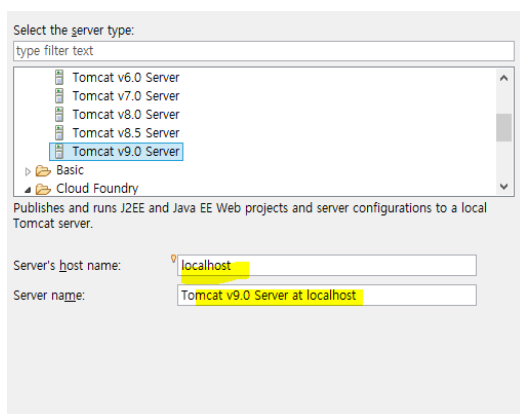 Select the server type:
type filter text
Tomcat v6.0 Server
Tomcat v7.0 Server
Tomcat v8.0 Server
Tomcat v8.5 Server
Tomcat v9.0 Server
Basic
Cloud Foundry
Publishes and runs J2EE and Java EE Web projects and server configurations to a local
Tomcat server.
Server's host name: localhost
Server name: Tomcat v9.0 Server at localhost